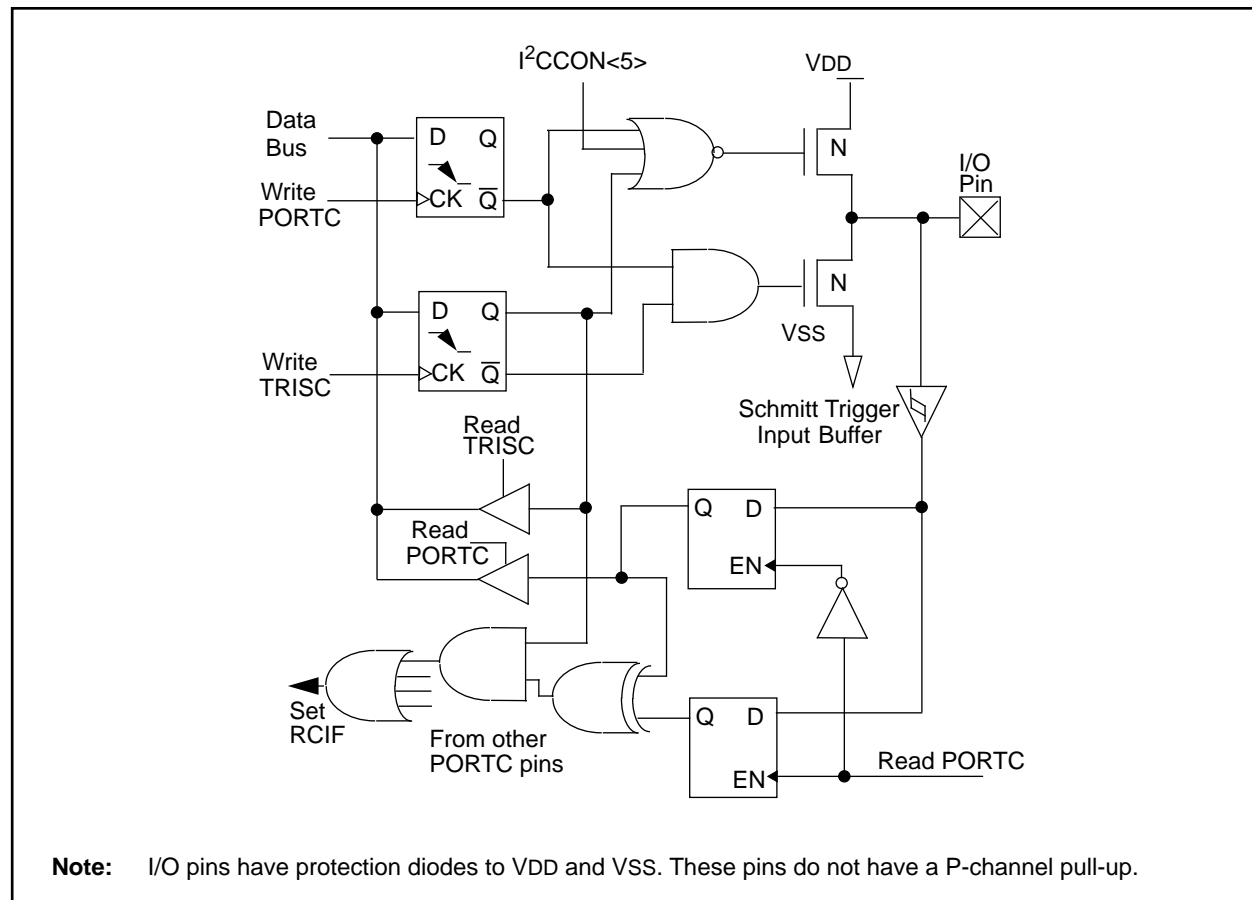 I²CCON<5>
VDD
Data
Bus
D Q
CK Q̅
N
I/O
Pin
Write
PORTC
N
D Q
CK Q̅
VSS
Write
TRISC
Schmitt Trigger
Input Buffer
Read
TRISC
Q D
EN
Read
PORTC
Q D
EN
Set
RCIF
From other
PORTC pins
Read PORTC
Note: I/O pins have protection diodes to VDD and VSS. These pins do not have a P-channel pull-up.